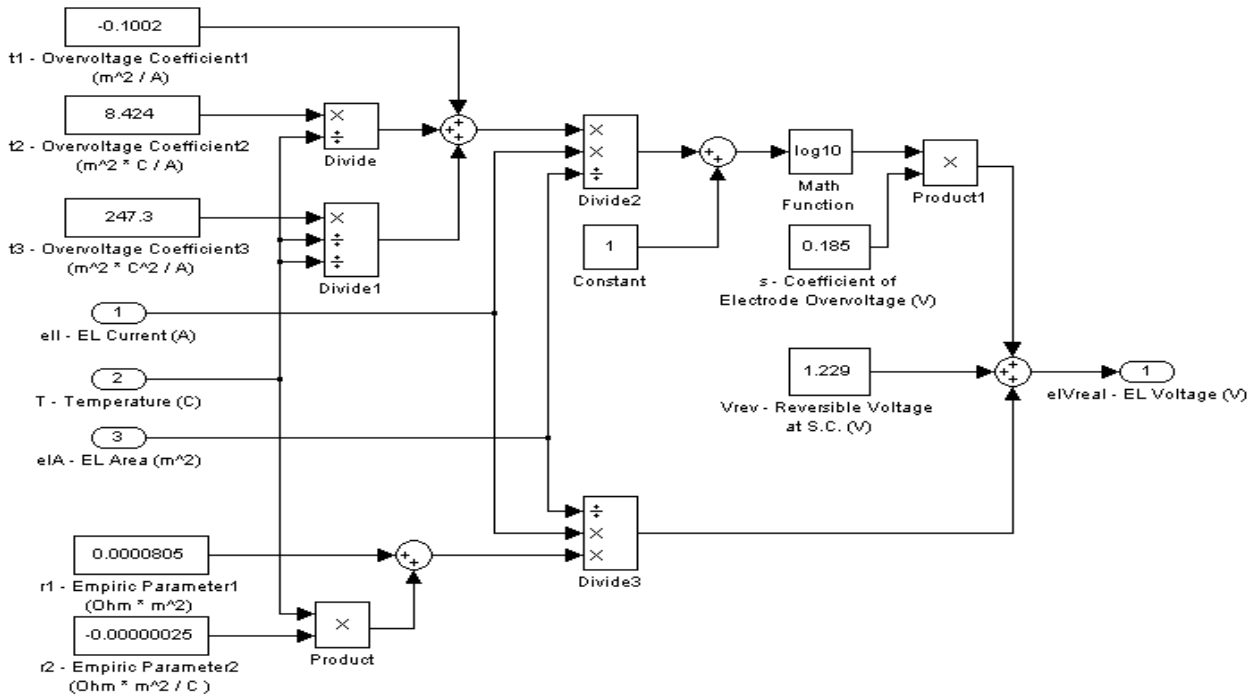 -0.1002
t1 - Overvoltage Coefficient1
(m^2 / A)
8.424
t2 - Overvoltage Coefficient2
(m^2 * C / A)
×
÷
Divide
247.3
t3 - Overvoltage Coefficient3
(m^2 * C^2 / A)
×
÷
÷
Divide1
+
+
+
×
×
÷
Divide2
+
+
1
Constant
log10
Math
Function
×
Product1
0.185
s - Coefficient of
Electrode Overvoltage (V)
1
elI - EL Current (A)
2
T - Temperature (C)
3
elA - EL Area (m^2)
1.229
Vrev - Reversible Voltage
at S.C. (V)
+
+
+
1
elVreal - EL Voltage (V)
÷
×
×
Divide3
0.0000805
r1 - Empiric Parameter1
(Ohm * m^2)
+
+
-0.00000025
r2 - Empiric Parameter2
(Ohm * m^2 / C )
×
Product